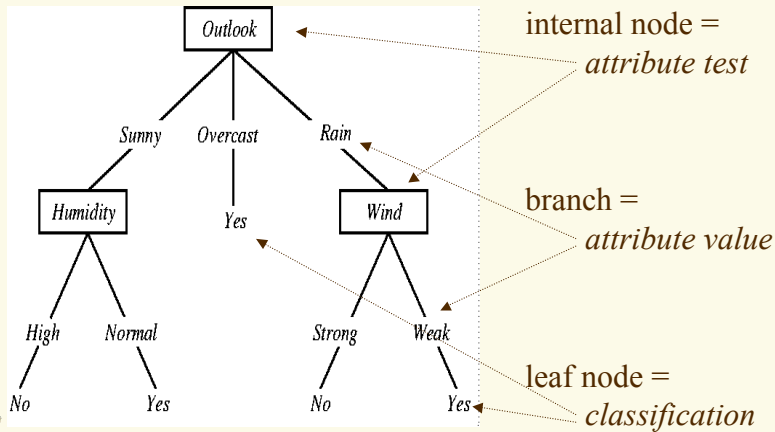 Outlook
internal node =
attribute test
Sunny Overcast Rain
Humidity
Yes
Wind
branch =
attribute value
High Normal Strong Weak
leaf node =
No Yes No Yes
classification